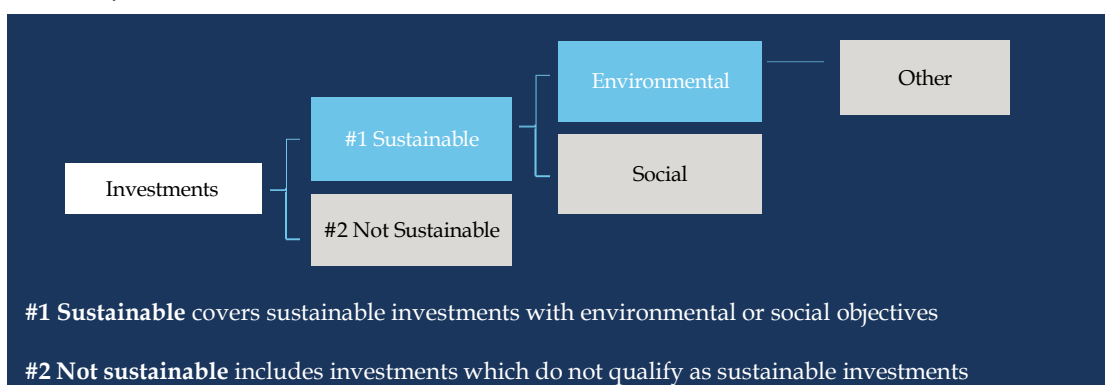 Environmental
Other
#1 Sustainable
Social
Investments
#2 Not Sustainable
#1 Sustainable covers sustainable investments with environmental or social objectives
#2 Not sustainable includes investments which do not qualify as sustainable investments